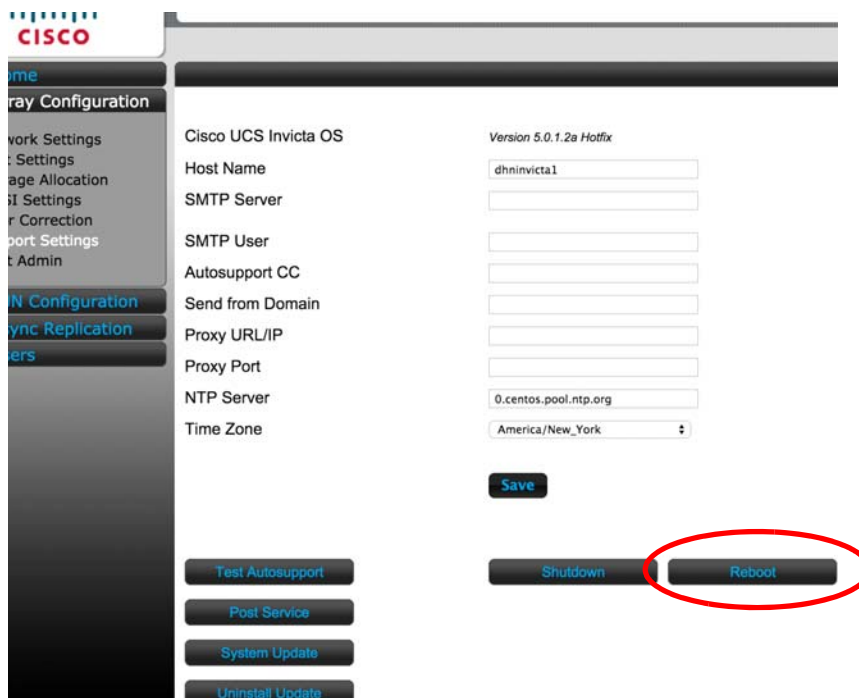 CISCO
ome
ray Configuration
work Settings
t Settings
rage Allocation
SI Settings
r Correction
port Settings
t Admin
IN Configuration
ync Replication
sers
Cisco UCS Invicta OS Version 5.0.1.2a Hotfix
Host Name dhninvicta1
SMTP Server
SMTP User
Autosupport CC
Send from Domain
Proxy URL/IP
Proxy Port
NTP Server 0.centos.pool.ntp.org
Time Zone America/New_York
Save
Test Autosupport Shutdown Reboot
Post Service
System Update
Uninstall Update